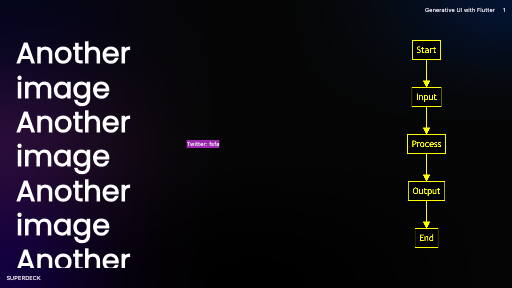 Generative UI with Flutter 1
Another
image
Another
image
Another
image
Another
Twitter: fsfa
Start
Input
Process
Output
End
SUPERDECK